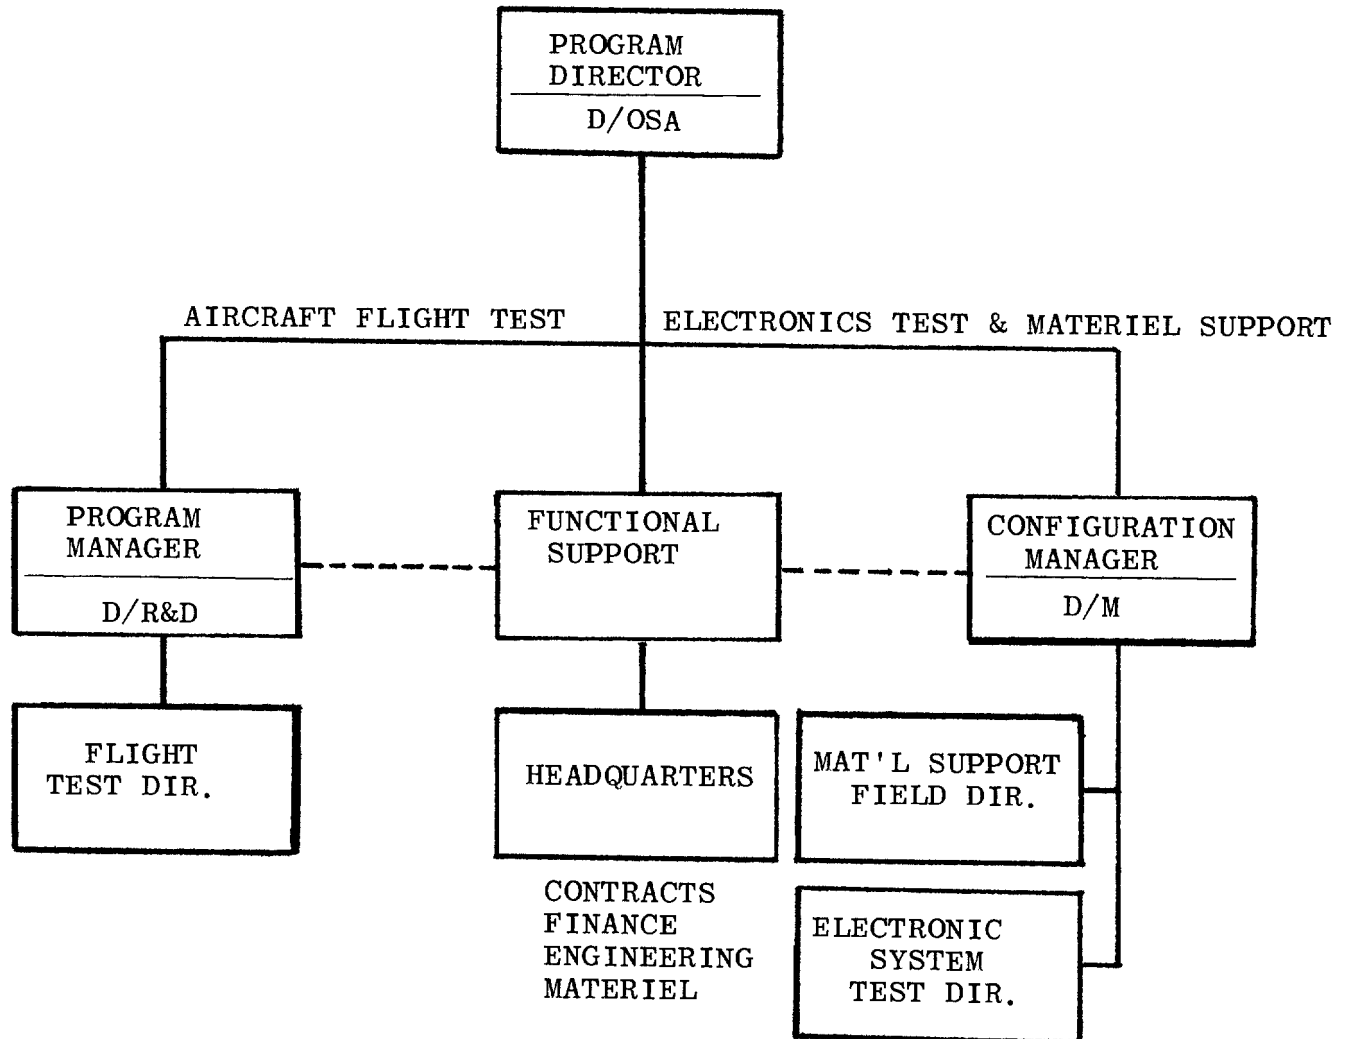 PROGRAM
DIRECTOR
D/OSA
AIRCRAFT FLIGHT TEST
ELECTRONICS TEST & MATERIEL SUPPORT
PROGRAM
MANAGER
D/R&D
FUNCTIONAL
SUPPORT
CONFIGURATION
MANAGER
D/M
FLIGHT
TEST DIR.
HEADQUARTERS
CONTRACTS
FINANCE
ENGINEERING
MATERIEL
MAT'L SUPPORT
FIELD DIR.
ELECTRONIC
SYSTEM
TEST DIR.